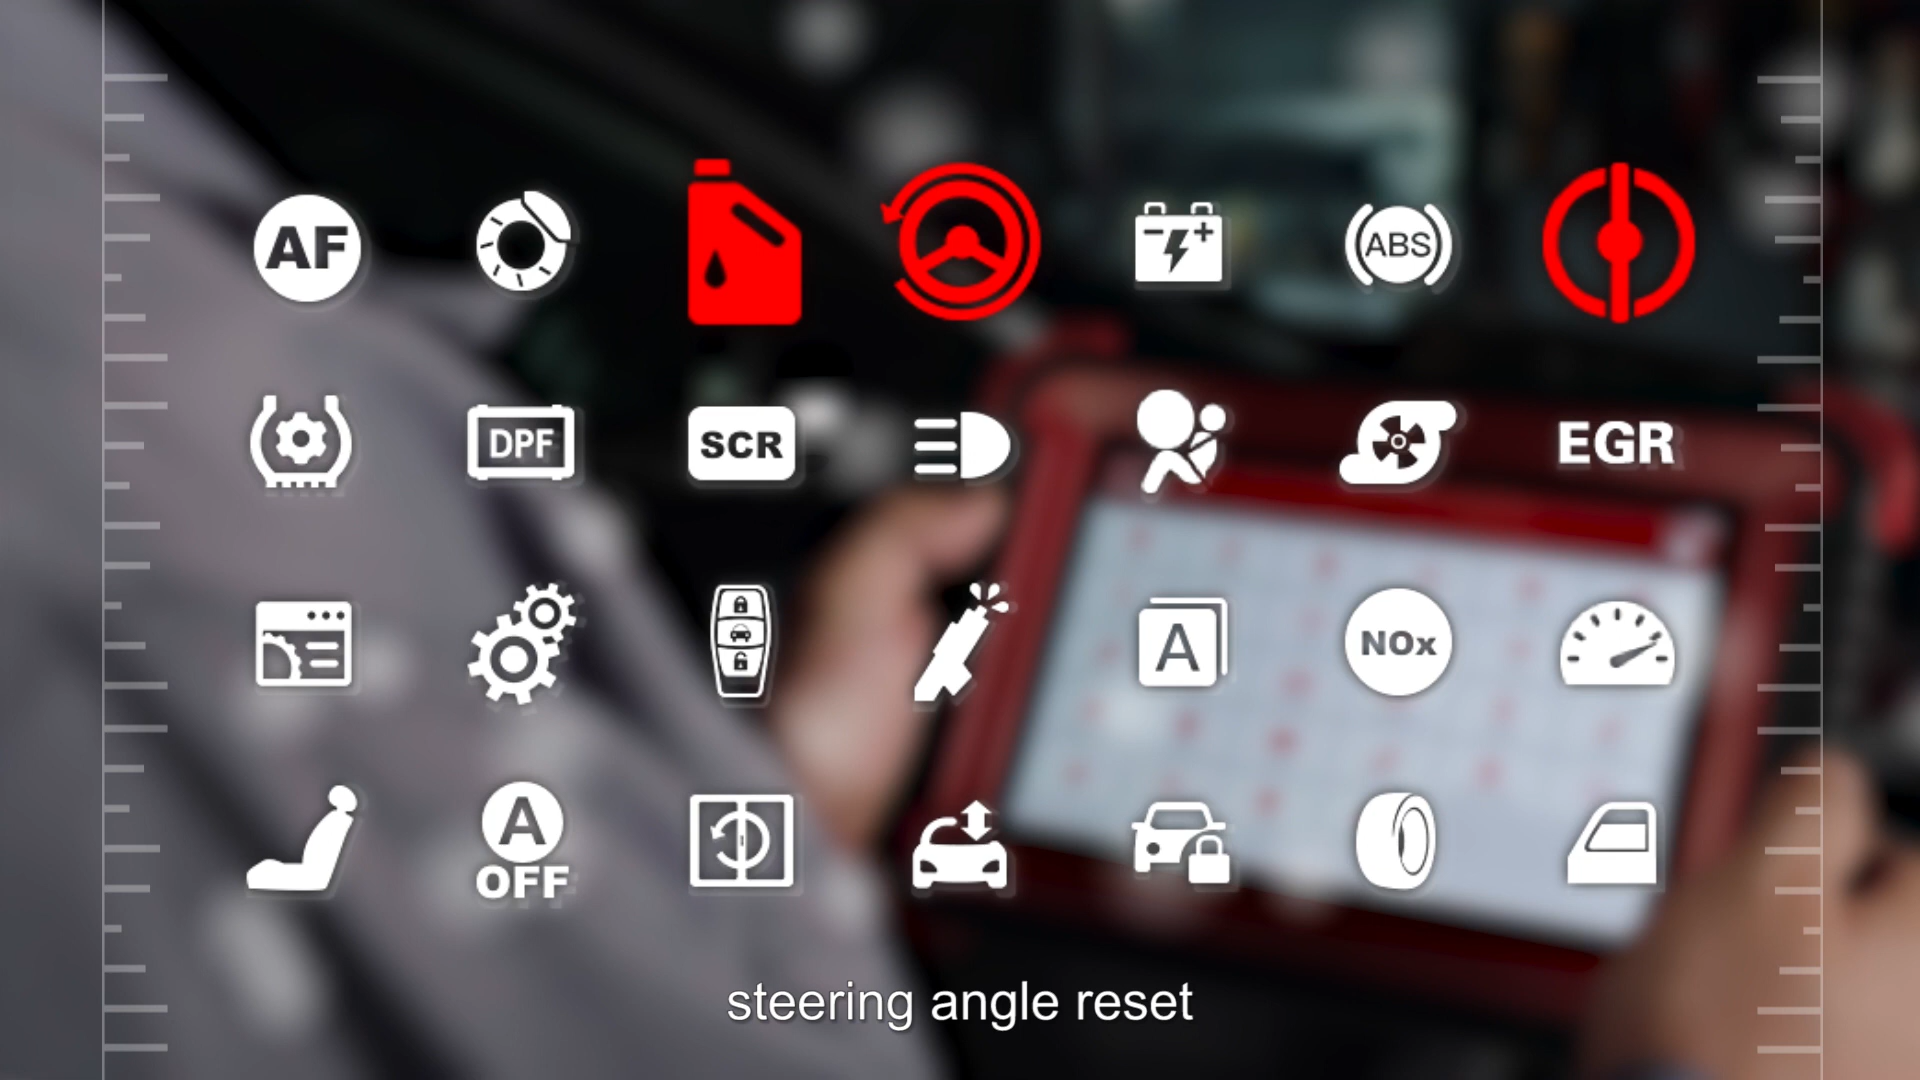 AF
ABS
DPF
SCR
EGR
A
NOx
A
OFF
steering angle reset